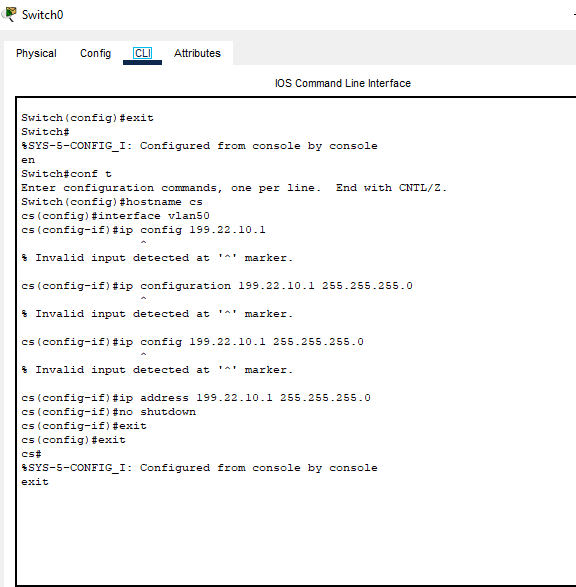 Switch0
Physical Config CLI Attributes
IOS Command Line Interface
Switch(config)#exit
Switch#
%SYS-5-CONFIG_I: Configured from console by console
en
Switch#conf t
Enter configuration commands, one per line.  End with CNTL/Z.
Switch(config)#hostname cs
cs(config)#interface vlan50
cs(config-if)#ip config 199.22.10.1
^
% Invalid input detected at '^' marker.
cs(config-if)#ip configuration 199.22.10.1 255.255.255.0
^
% Invalid input detected at '^' marker.
cs(config-if)#ip config 199.22.10.1 255.255.255.0
^
% Invalid input detected at '^' marker.
cs(config-if)#ip address 199.22.10.1 255.255.255.0
cs(config-if)#no shutdown
cs(config-if)#exit
cs(config)#exit
cs#
%SYS-5-CONFIG_I: Configured from console by console
exit